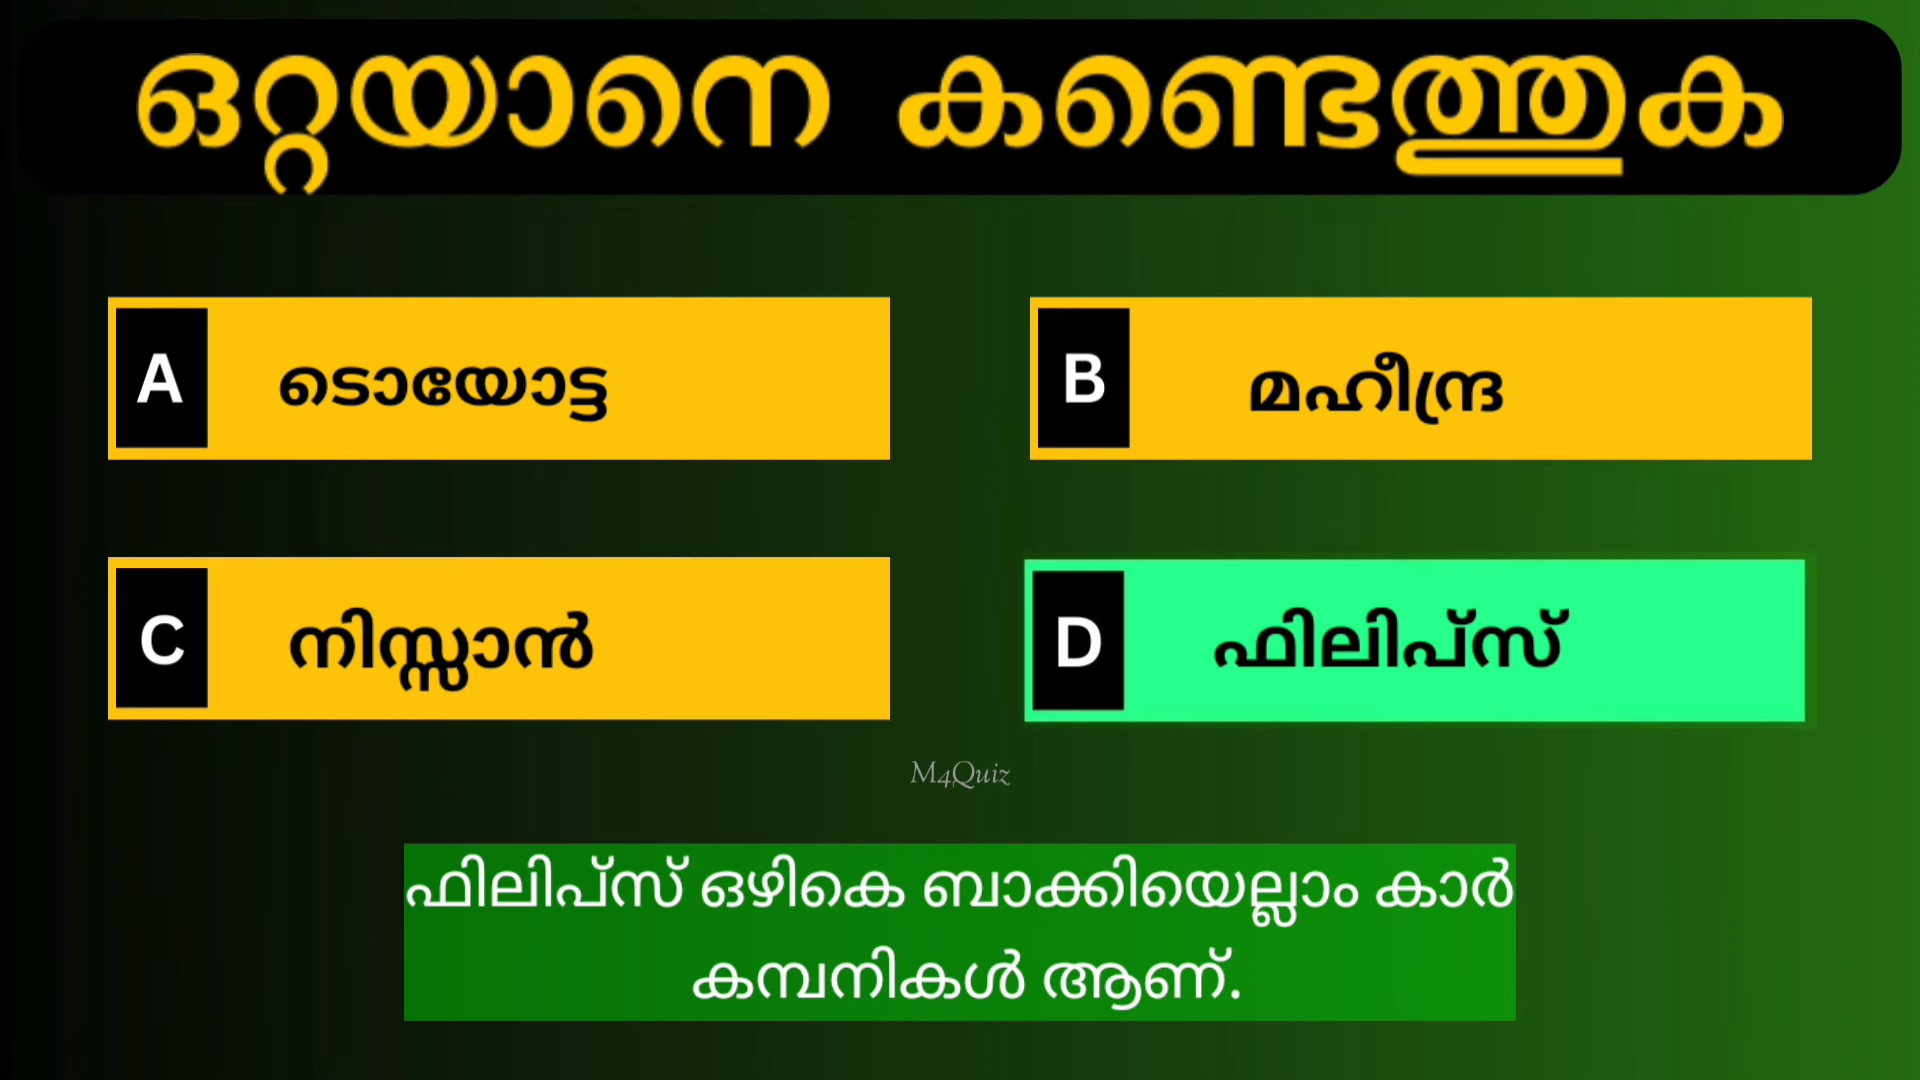 ഒറ്റയാനെ കണ്ടെത്തുക
A ടൊയോട്ട
B മഹീന്ദ്ര
C നിസ്സാൻ
D ഫിലിപ്സ്
M4Quiz
ഫിലിപ്സ് ഒഴികെ ബാക്കിയെല്ലാം കാർ
കമ്പനികൾ ആണ്.